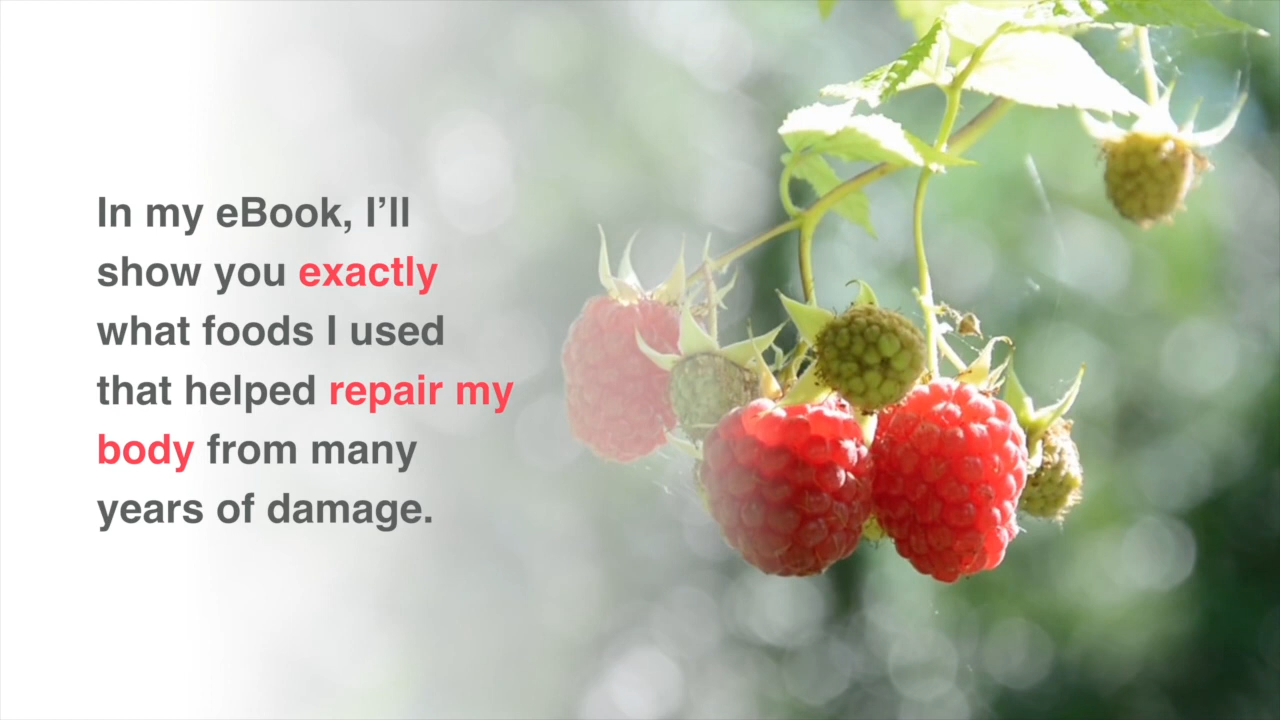 In my eBook, I’ll
show you exactly
what foods I used
that helped repair my
body from many
years of damage.